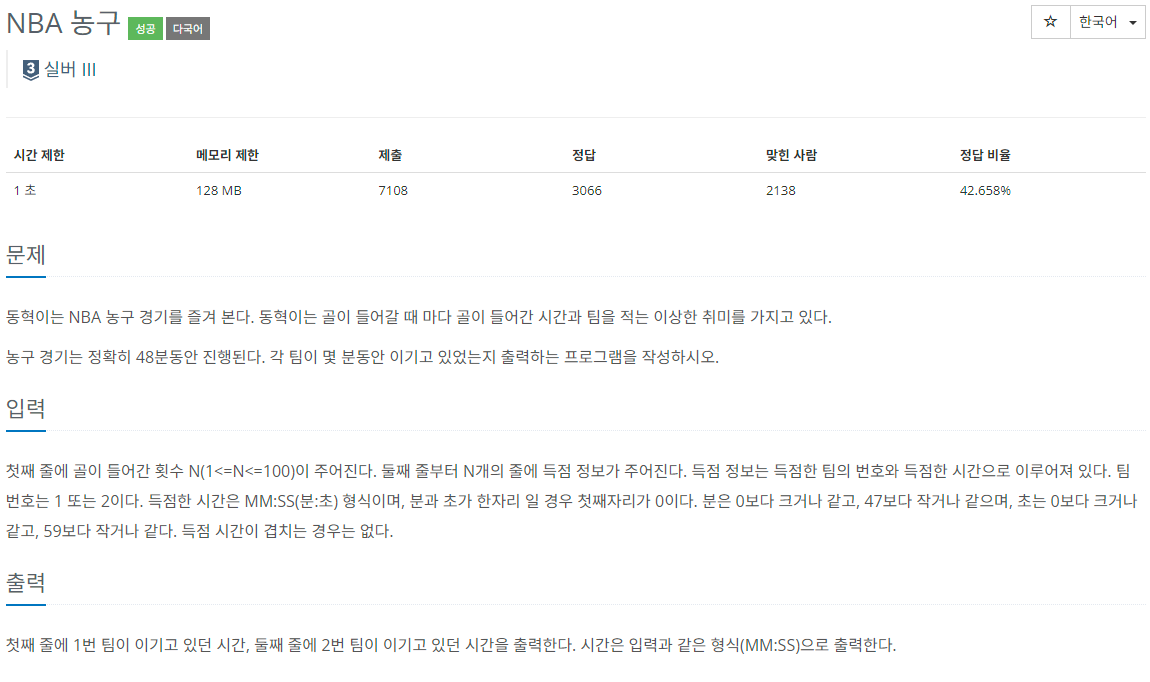 NBA 농구 성공 다국어
☆ 한국어
3 실버 III
시간 제한 메모리 제한 제출 정답 맞힌 사람 정답 비율
1 초 128 MB 7108 3066 2138 42.658%
문제
동혁이는 NBA 농구 경기를 즐겨 본다. 동혁이는 골이 들어갈 때 마다 골이 들어간 시간과 팀을 적는 이상한 취미를 가지고 있다.
농구 경기는 정확히 48분동안 진행된다. 각 팀이 몇 분동안 이기고 있었는지 출력하는 프로그램을 작성하시오.
입력
첫째 줄에 골이 들어간 횟수 N(1<=N<=100)이 주어진다. 둘째 줄부터 N개의 줄에 득점 정보가 주어진다. 득점 정보는 득점한 팀의 번호와 득점한 시간으로 이루어져 있다. 팀
번호는 1 또는 2이다. 득점한 시간은 MM:SS(분:초) 형식이며, 분과 초가 한자리 일 경우 첫째자리가 0이다. 분은 0보다 크거나 같고, 47보다 작거나 같으며, 초는 0보다 크거나
같고, 59보다 작거나 같다. 득점 시간이 겹치는 경우는 없다.
출력
첫째 줄에 1번 팀이 이기고 있던 시간, 둘째 줄에 2번 팀이 이기고 있던 시간을 출력한다. 시간은 입력과 같은 형식(MM:SS)으로 출력한다.